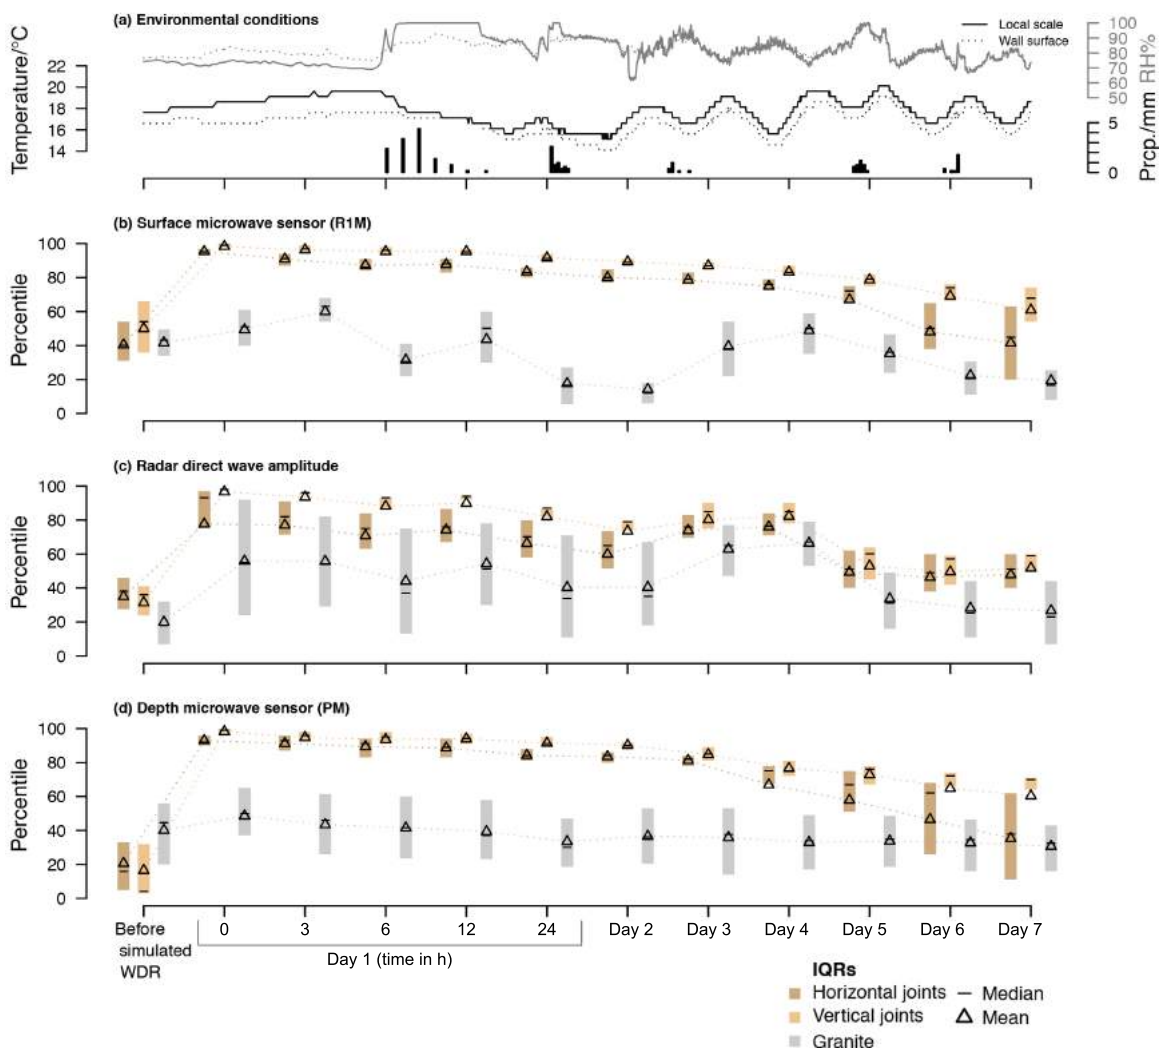 (a) Environmental conditions
Local scale
Wall surface
100
90
80
70
60
50
RH%
Temperature/°C
22
20
18
16
14
5
0
Prcp./mm
(b) Surface microwave sensor (R1M)
Percentile
100
80
60
40
20
0
(c) Radar direct wave amplitude
Percentile
100
80
60
40
20
0
(d) Depth microwave sensor (PM)
Percentile
100
80
60
40
20
0
Before simulated WDR
0 3 6 12 24 Day 2 Day 3 Day 4 Day 5 Day 6 Day 7
Day 1 (time in h)
IQRs
Horizontal joints
Median
Vertical joints
Mean
Granite